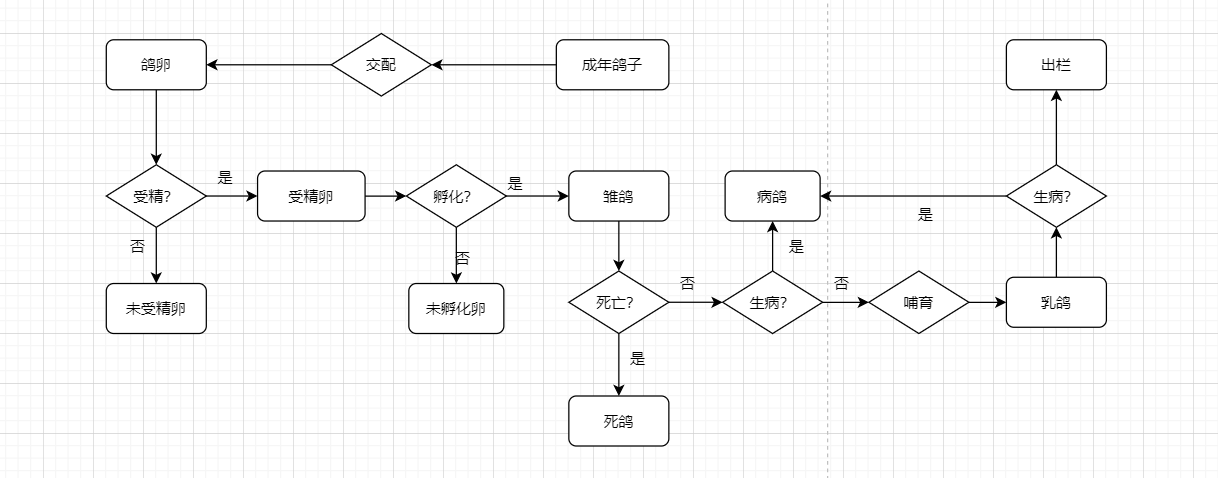 鸽卵
交配
成年鸽子
出栏
受精?
是
受精卵
孵化?
是
雏鸽
病鸽
是
生病?
否
未受精卵
否
未孵化卵
死亡?
否
生病?
是
否
哺育
乳鸽
是
死鸽